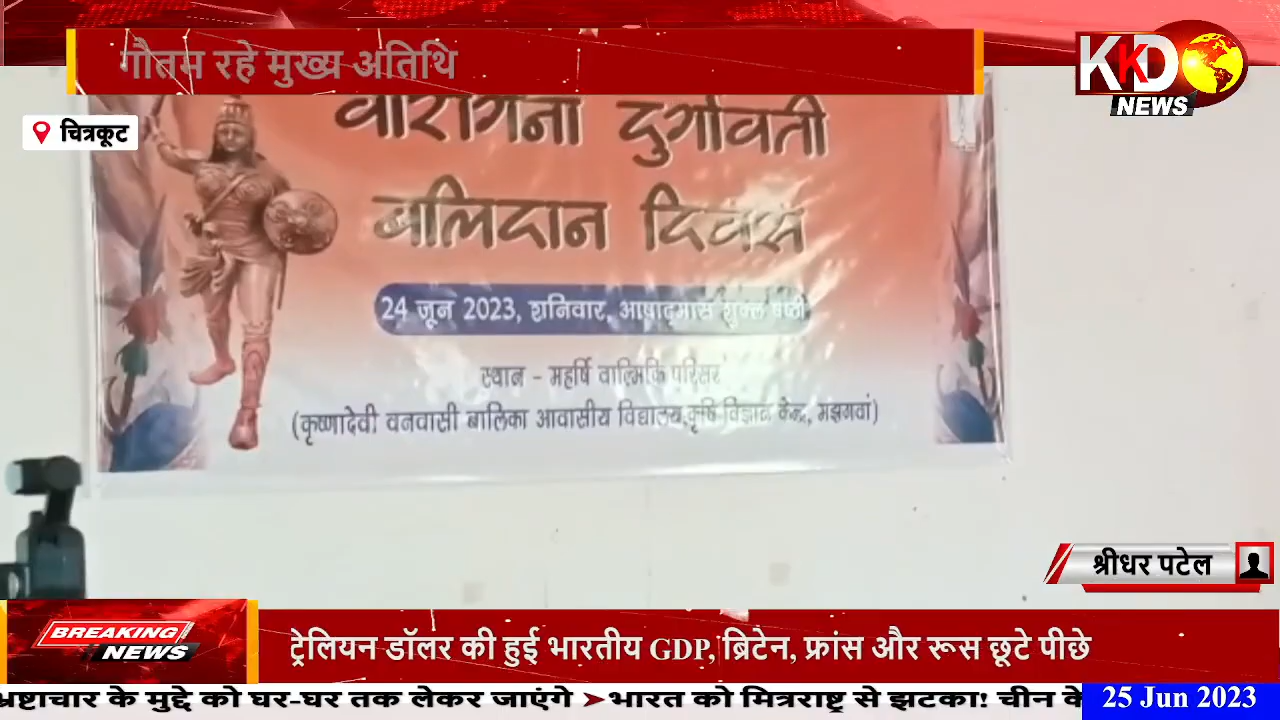 गौतम रहे मुख्य अतिथि
KKD
NEWS
चित्रकूट
वीरांगना दुर्गावती
बलिदान दिवस
24 जून 2023, शनिवार, आषाढ़मास शुक्ल षष्ठी
स्थान - महर्षि वाल्मिकि परिसर
(कृष्णादेवी वनवासी बालिका आवासीय विद्यालय,कृषि विज्ञान केन्द्र, मझगवां)
श्रीधर पटेल
BREAKING
NEWS
ट्रेलियन डॉलर की हुई भारतीय GDP, ब्रिटेन, फ्रांस और रूस छूटे पीछे
भ्रष्टाचार के मुद्दे को घर-घर तक लेकर जाएंगे ➤भारत को मित्रराष्ट्र से झटका! चीन के
25 Jun 2023